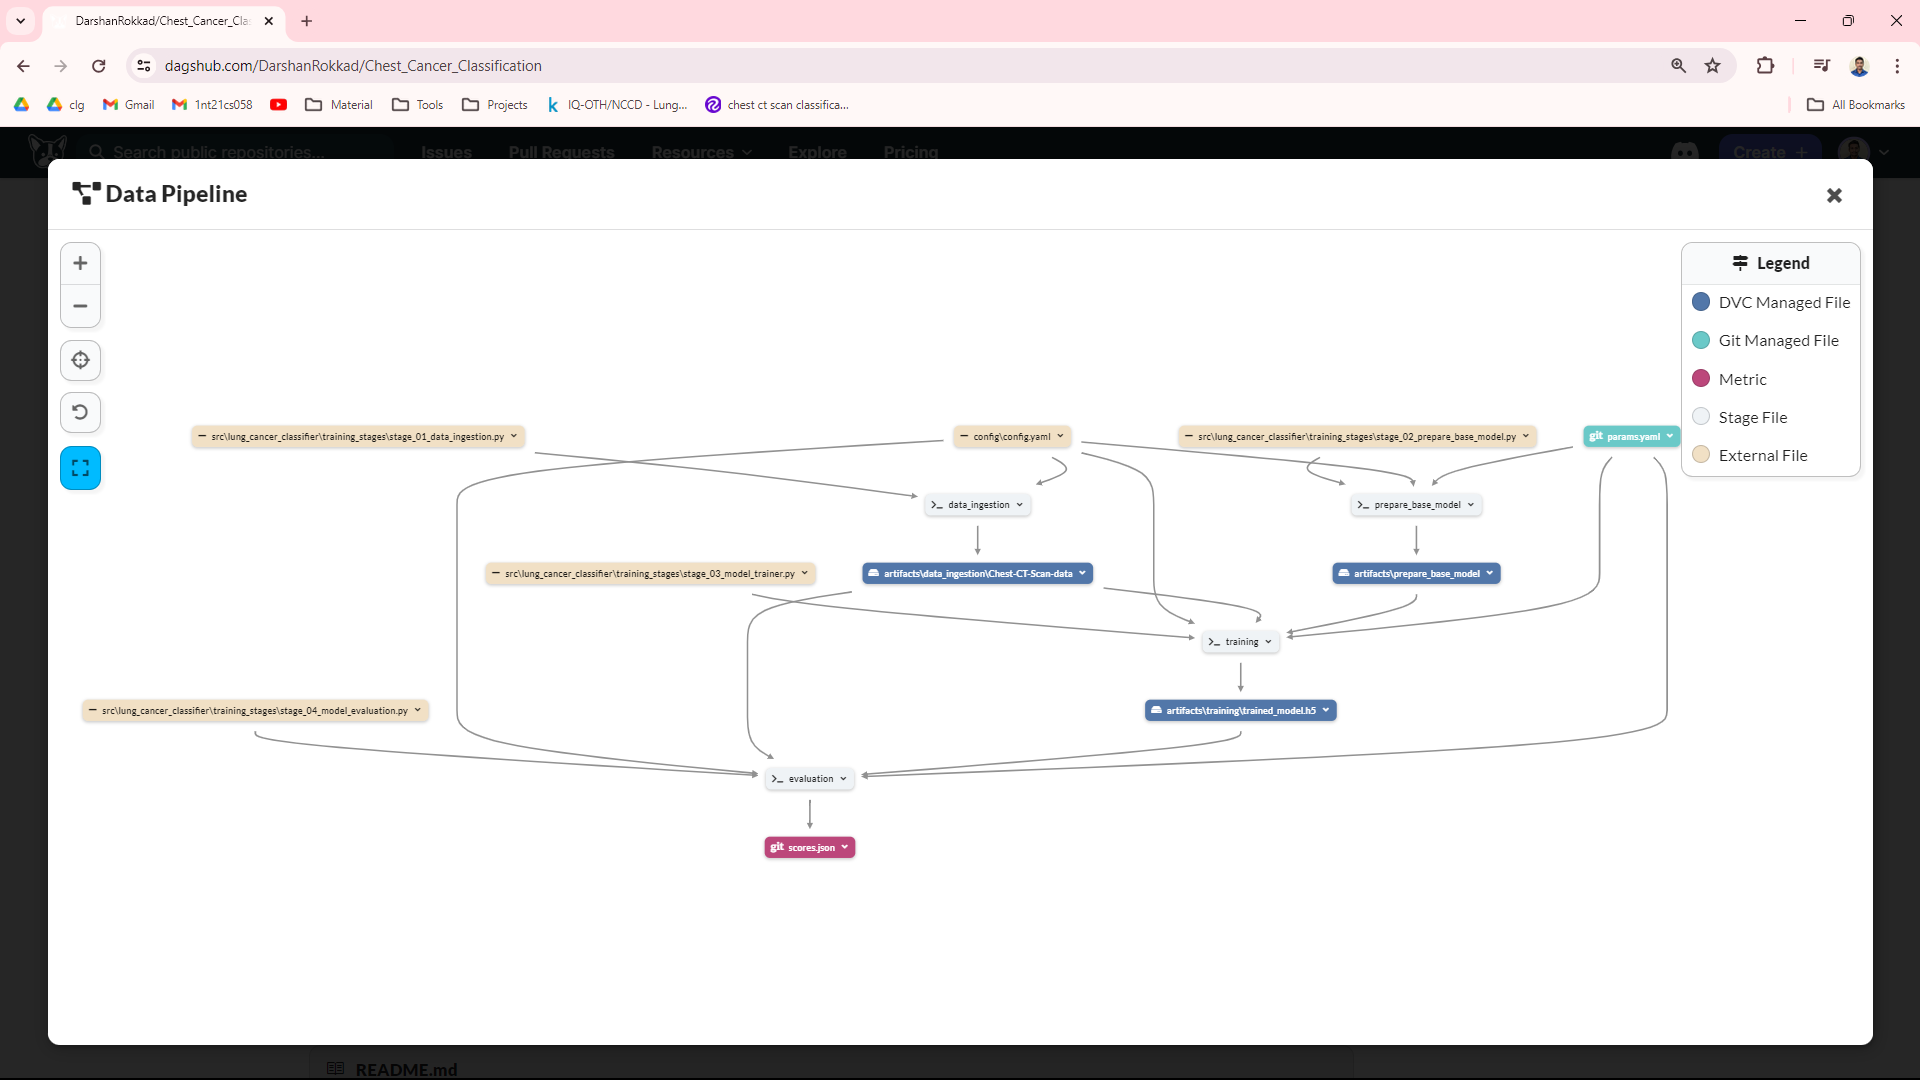 DarshanRokkad/Chest_Cancer_Cla
dagshub.com/DarshanRokkad/Chest_Cancer_Classification
clg
Gmail
1nt21cs058
Material
Tools
Projects
IQ-OTH/NCCD - Lung...
chest ct scan classifica...
All Bookmarks
Search public repositories...
Issues
Pull Requests
Resources
Explore
Pricing
Create +
Data Pipeline
Legend
DVC Managed File
Git Managed File
Metric
Stage File
External File
src\lung_cancer_classifier\training_stages\stage_01_data_ingestion.py
config\config.yaml
src\lung_cancer_classifier\training_stages\stage_02_prepare_base_model.py
git params.yaml
>_ data_ingestion
>_ prepare_base_model
src\lung_cancer_classifier\training_stages\stage_03_model_trainer.py
artifacts\data_ingestion\Chest-CT-Scan-data
artifacts\prepare_base_model
>_ training
src\lung_cancer_classifier\training_stages\stage_04_model_evaluation.py
artifacts\training\trained_model.h5
>_ evaluation
git scores.json
README.md